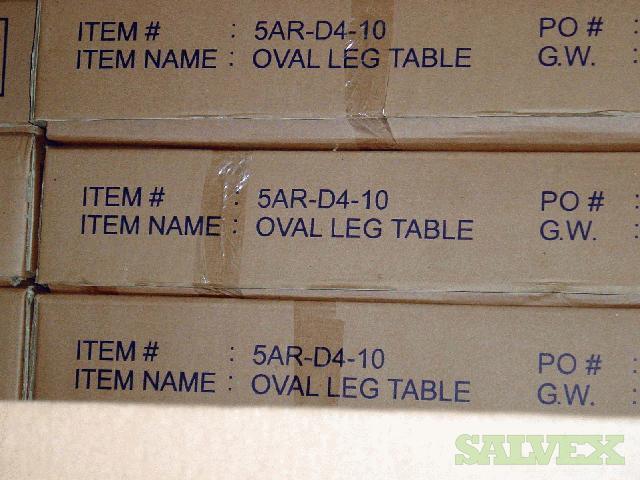 ITEM # : 5AR-D4-10 PO # :
ITEM NAME : OVAL LEG TABLE G.W. :
ITEM # : 5AR-D4-10 PO # :
ITEM NAME : OVAL LEG TABLE G.W. :
ITEM # : 5AR-D4-10 PO # :
ITEM NAME : OVAL LEG TABLE G.W. :
SALVEX